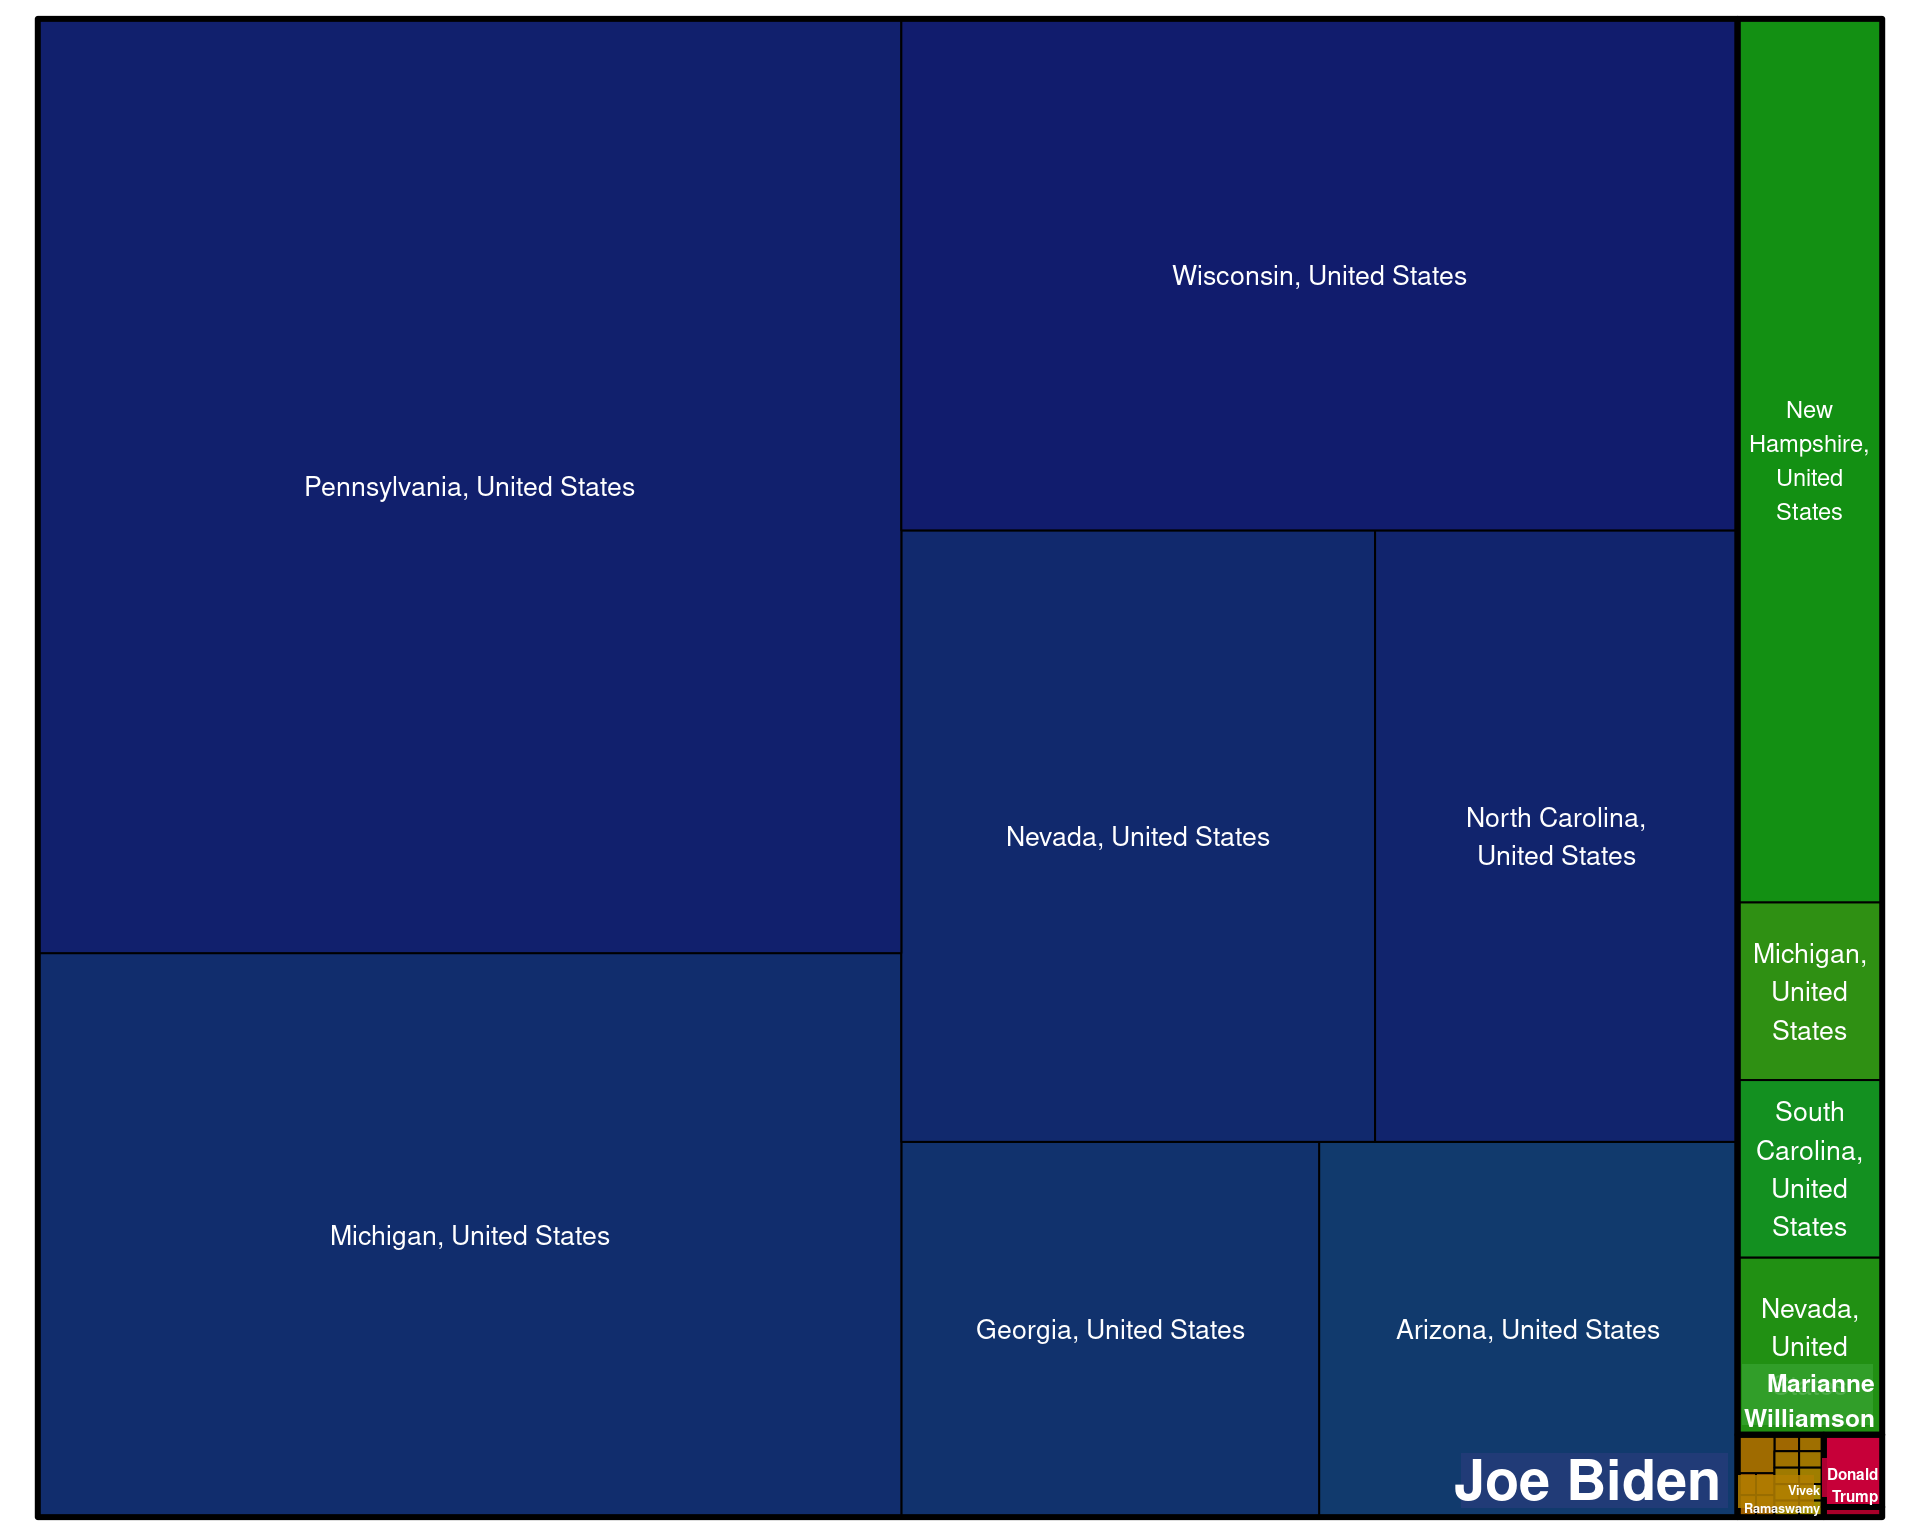 Pennsylvania, United States
Wisconsin, United States
Nevada, United States
North Carolina,
United States
Michigan, United States
Georgia, United States
Arizona, United States
Joe Biden
New
Hampshire,
United
States
Michigan,
United
States
South
Carolina,
United
States
Nevada,
United
Marianne
Williamson
Vivek
Ramaswamy
Donald
Trump